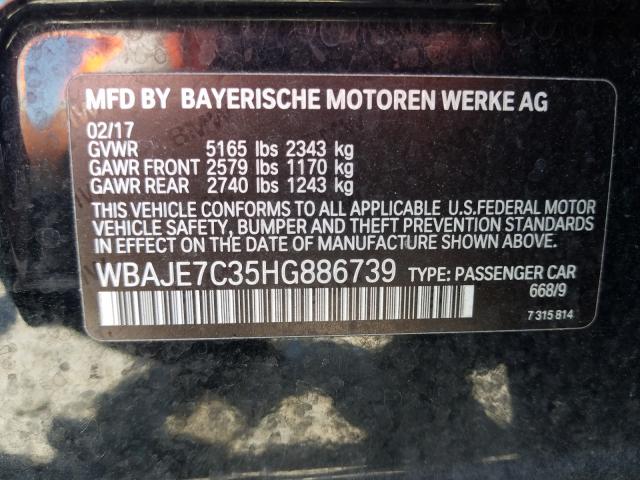 MFD BY BAYERISCHE MOTOREN WERKE AG
02/17
GVWR 5165 lbs 2343 kg
GAWR FRONT 2579 lbs 1170 kg
GAWR REAR 2740 lbs 1243 kg
THIS VEHICLE CONFORMS TO ALL APPLICABLE U.S.FEDERAL MOTOR
VEHICLE SAFETY, BUMPER AND THEFT PREVENTION STANDARDS
IN EFFECT ON THE DATE OF MANUFACTURE SHOWN ABOVE.
WBAJE7C35HG886739 TYPE: PASSENGER CAR
668/9
7 315 814